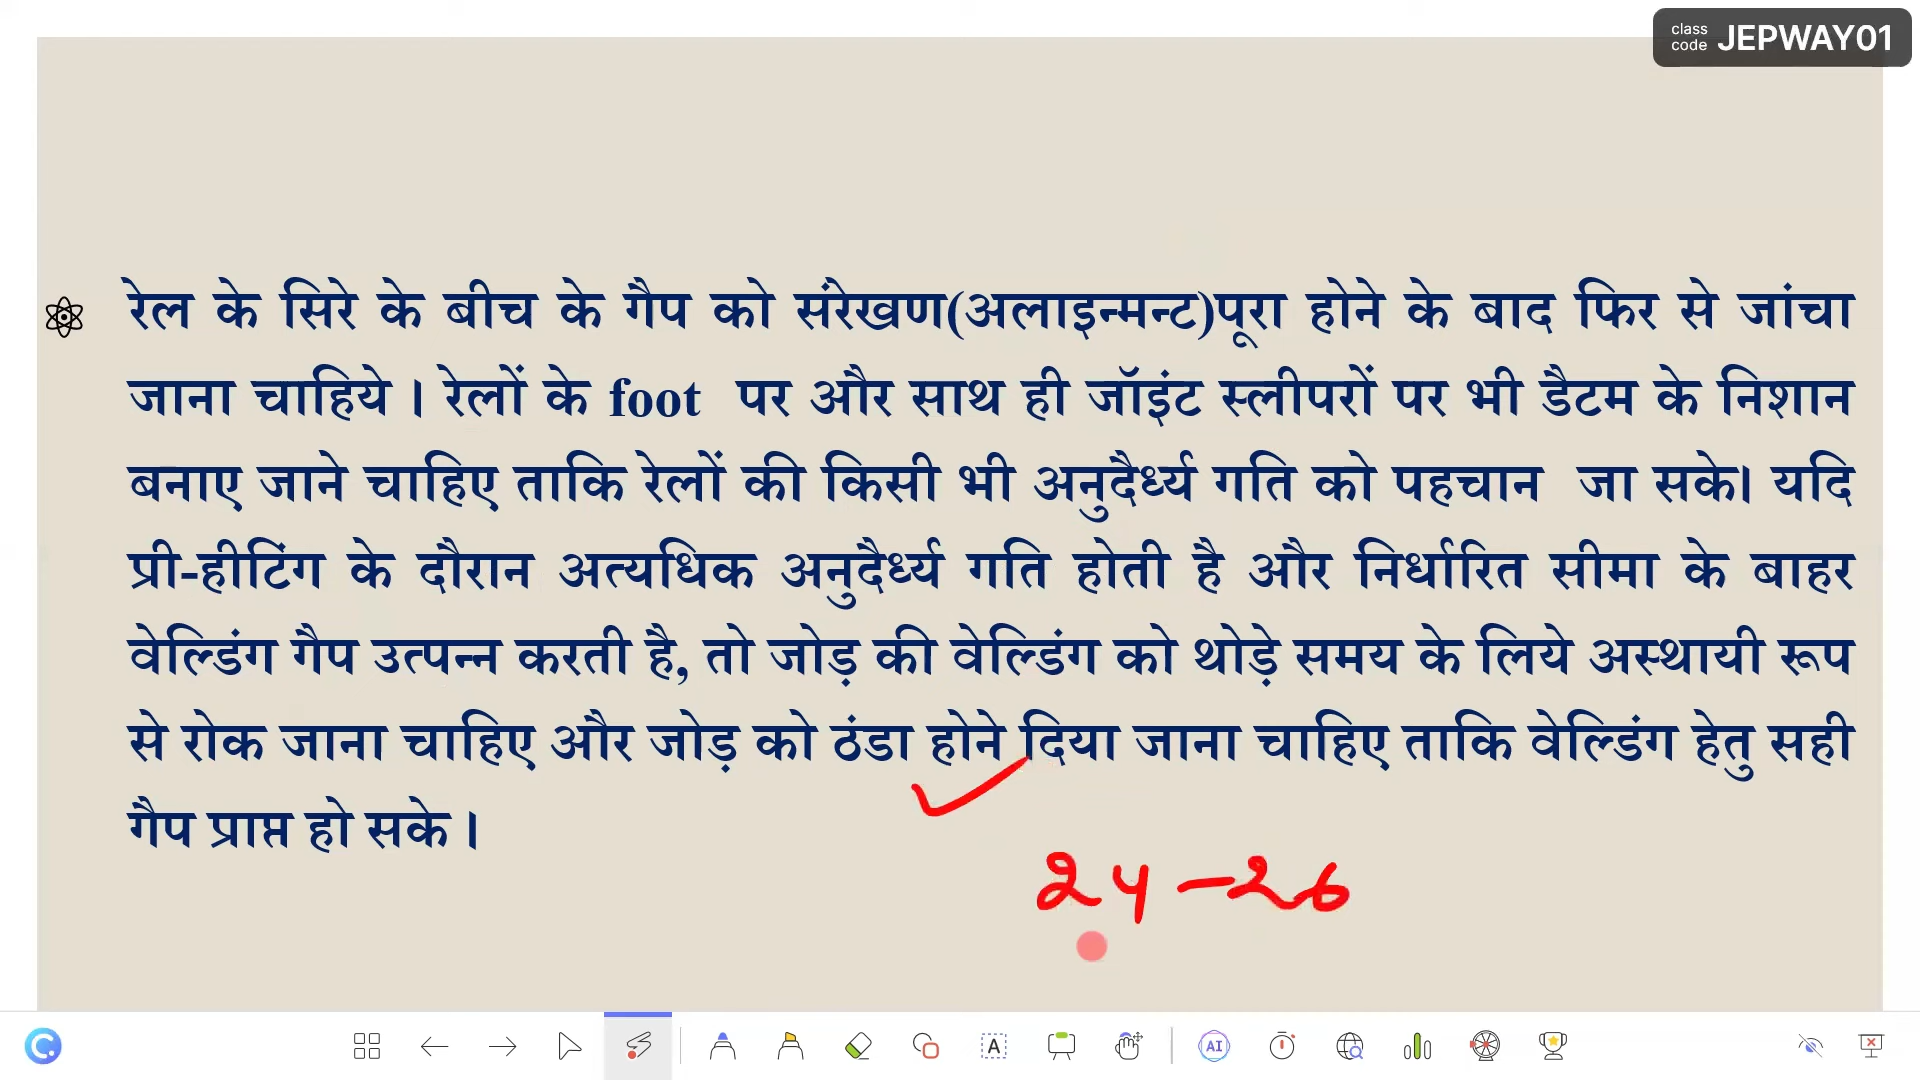 class
code JEPWAY01
रेल के सिरे के बीच के गैप को संरेखण(अलाइन्मन्ट)पूरा होने के बाद फिर से जांचा
जाना चाहिये । रेलों के foot पर और साथ ही जॉइंट स्लीपरों पर भी डैटम के निशान
बनाए जाने चाहिए ताकि रेलों की किसी भी अनुदैर्ध्य गति को पहचान जा सके। यदि
प्री-हीटिंग के दौरान अत्यधिक अनुदैर्ध्य गति होती है और निर्धारित सीमा के बाहर
वेल्डिंग गैप उत्पन्न करती है, तो जोड़ की वेल्डिंग को थोड़े समय के लिये अस्थायी रूप
से रोक जाना चाहिए और जोड़ को ठंडा होने दिया जाना चाहिए ताकि वेल्डिंग हेतु सही
गैप प्राप्त हो सके ।
24-26
A
AI